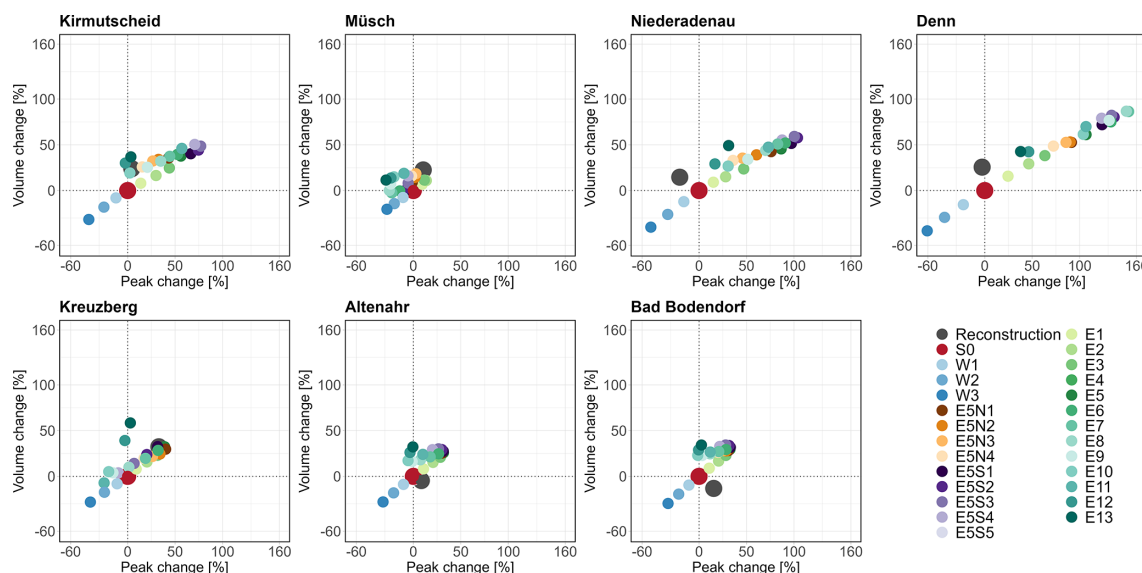 Kirmutscheid
Müsch
Niederadenau
Denn
Volume change [%]
160
100
50
0
-60
-60 0 50 100 160
Peak change [%]
Volume change [%]
160
100
50
0
-60
-60 0 50 100 160
Peak change [%]
Volume change [%]
160
100
50
0
-60
-60 0 50 100 160
Peak change [%]
Volume change [%]
160
100
50
0
-60
-60 0 50 100 160
Peak change [%]
Kreuzberg
Altenahr
Bad Bodendorf
Volume change [%]
160
100
50
0
-60
-60 0 50 100 160
Peak change [%]
Volume change [%]
160
100
50
0
-60
-60 0 50 100 160
Peak change [%]
Volume change [%]
160
100
50
0
-60
-60 0 50 100 160
Peak change [%]
Reconstruction
S0
W1
W2
W3
E5N1
E5N2
E5N3
E5N4
E5S1
E5S2
E5S3
E5S4
E5S5
E1
E2
E3
E4
E5
E6
E7
E8
E9
E10
E11
E12
E13